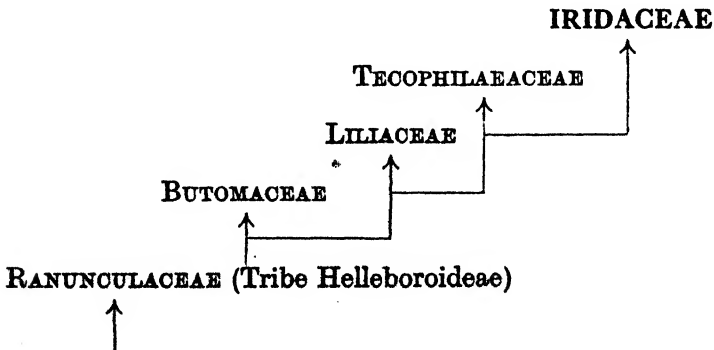 IRIDACEAE
TECOPHILAEACEAE
LILIACEAE
BUTOMACEAE
RANUNCULACEAE (Tribe Helleboroideae)